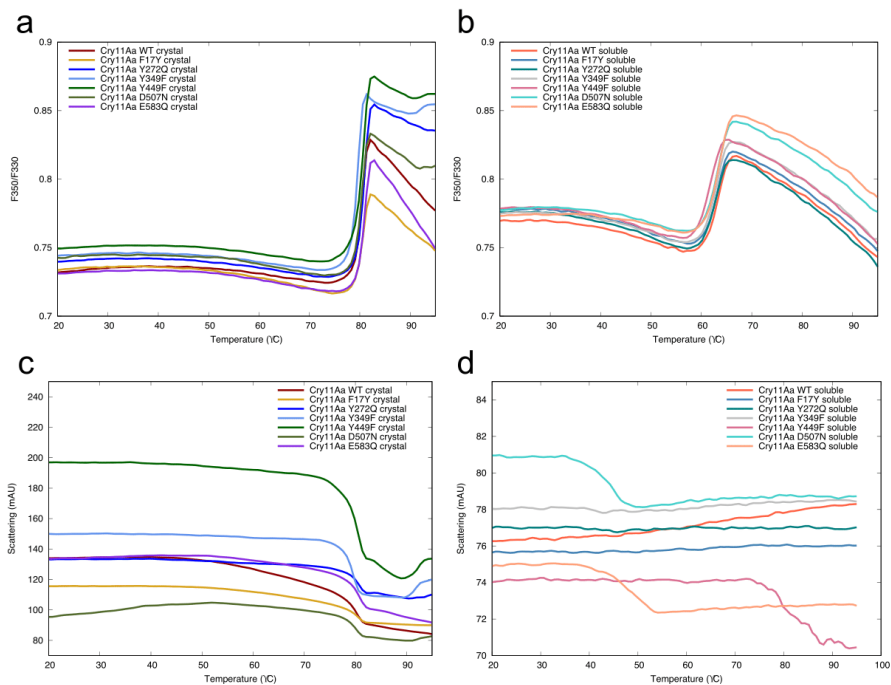 a
0.9
0.85
0.8
0.75
0.7
F350/F330
Cry11Aa WT crystal
Cry11Aa F17Y crystal
Cry11Aa Y272Q crystal
Cry11Aa Y349F crystal
Cry11Aa Y449F crystal
Cry11Aa D507N crystal
Cry11Aa E583Q crystal
20 30 40 50 60 70 80 90
Temperature (ϒC)
b
0.9
0.85
0.8
0.75
0.7
Cry11Aa WT soluble
Cry11Aa F17Y soluble
Cry11Aa Y272Q soluble
Cry11Aa Y349F soluble
Cry11Aa Y449F soluble
Cry11Aa D507N soluble
Cry11Aa E583Q soluble
20 30 40 50 60 70 80 90
Temperature (ϒC)
c
240
220
200
180
160
140
120
100
80
Scattering (mAU)
Cry11Aa WT crystal
Cry11Aa F17Y crystal
Cry11Aa Y272Q crystal
Cry11Aa Y349F crystal
Cry11Aa Y449F crystal
Cry11Aa D507N crystal
Cry11Aa E583Q crystal
20 30 40 50 60 70 80 90
Temperature (ϒC)
d
84
82
80
78
76
74
72
70
Scattering (mAU)
Cry11Aa WT soluble
Cry11Aa F17Y soluble
Cry11Aa Y272Q soluble
Cry11Aa Y349F soluble
Cry11Aa Y449F soluble
Cry11Aa D507N soluble
Cry11Aa E583Q soluble
20 30 40 50 60 70 80 90 100
Temperature (ϒC)